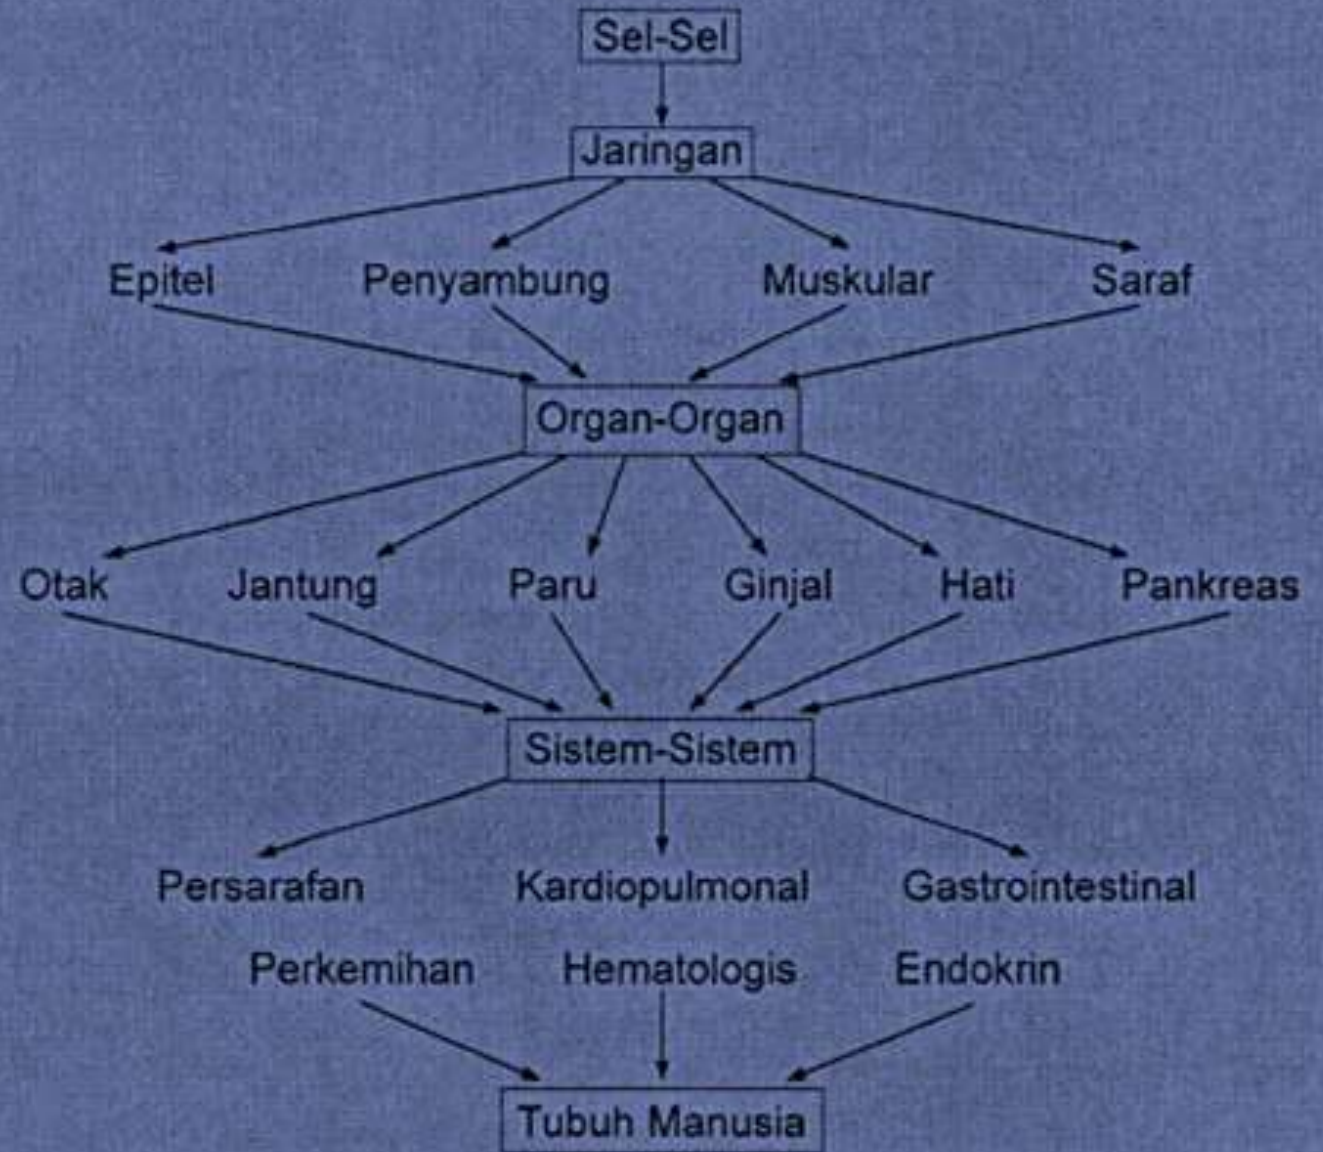 Sel-Sel
Jaringan
Epitel Penyambung Muskular Saraf
Organ-Organ
Otak Jantung Paru Ginjal Hati Pankreas
Sistem-Sistem
Persarafan Kardiopulmonal Gastrointestinal
Perkemihan Hematologis Endokrin
Tubuh Manusia